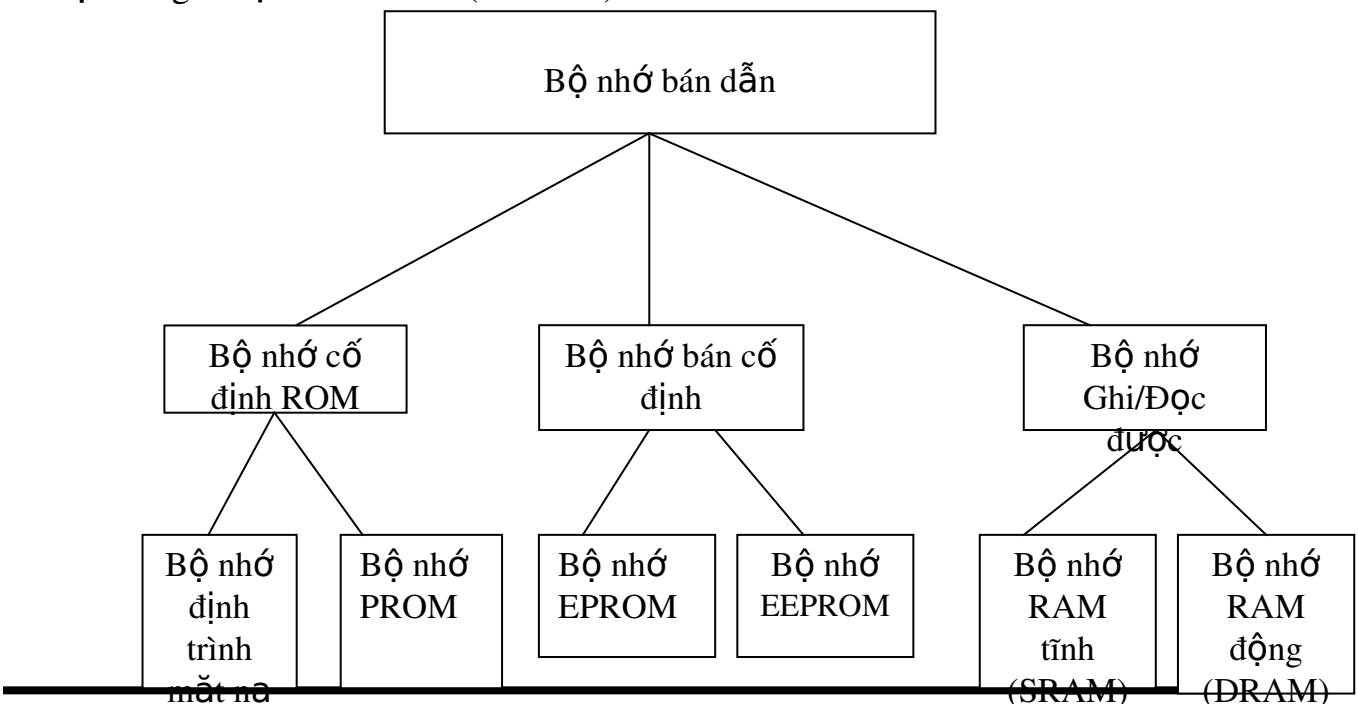 Bộ nhớ bán dẫn
Bộ nhớ cố
định ROM
Bộ nhớ bán cố
định
Bộ nhớ
Ghi/Đọc
được
Bộ nhớ
định
trình
mặt nạ
Bộ nhớ
PROM
Bộ nhớ
EPROM
Bộ nhớ
EEPROM
Bộ nhớ
RAM
tĩnh
(SRAM)
Bộ nhớ
RAM
động
(DRAM)